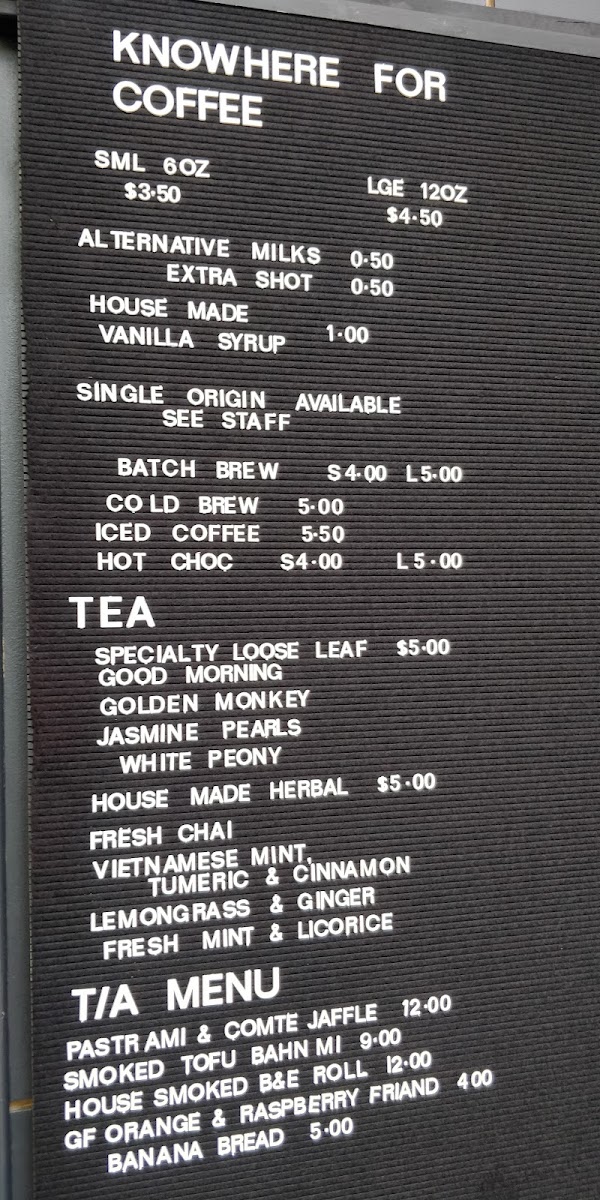 KNOWHERE FOR
COFFEE
SML 6OZ LGE 12OZ
$3·50 $4·50
ALTERNATIVE MILKS 0·50
EXTRA SHOT 0·50
HOUSE MADE
VANILLA SYRUP 1·00
SINGLE ORIGIN AVAILABLE
SEE STAFF
BATCH BREW S4·00 L5·00
COLD BREW 5·00
ICED COFFEE 5·50
HOT CHOC S4·00 L5·00
TEA
SPECIALTY LOOSE LEAF $5·00
GOOD MORNING
GOLDEN MONKEY
JASMINE PEARLS
WHITE PEONY
HOUSE MADE HERBAL $5·00
FRESH CHAI
VIETNAMESE MINT,
TUMERIC & CINNAMON
LEMONGRASS & GINGER
FRESH MINT & LICORICE
T/A MENU
PASTRAMI & COMTE JAFFLE 12·00
SMOKED TOFU BAHN MI 9·00
HOUSE SMOKED B&E ROLL 12·00
GF ORANGE & RASPBERRY FRIAND 4 00
BANANA BREAD 5·00